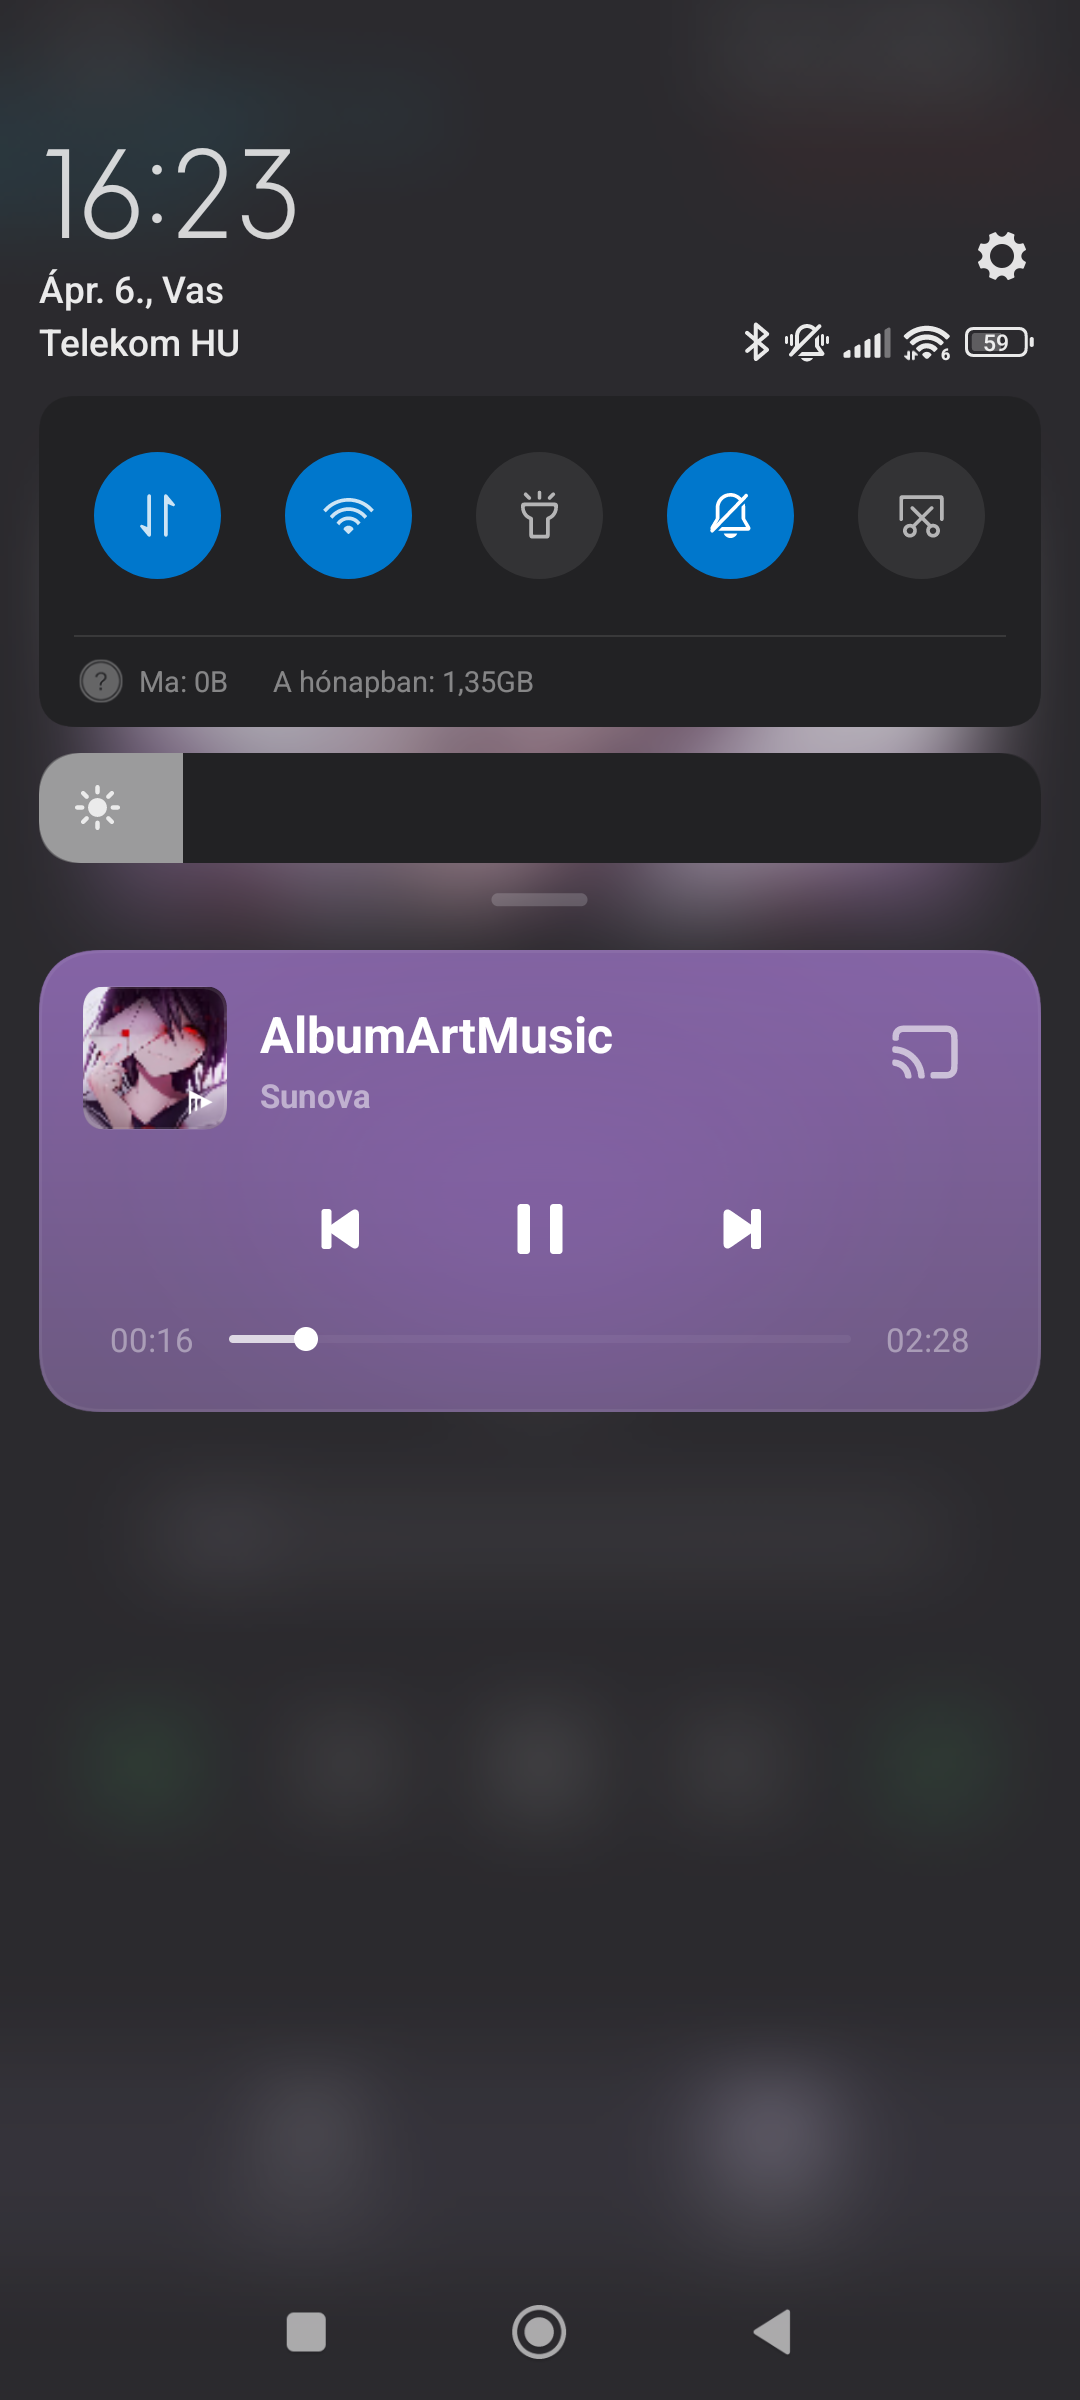 16:23
Ápr. 6., Vas
Telekom HU
6
59
? Ma: 0B A hónapban: 1,35GB
AlbumArtMusic
Sunova
00:16
02:28